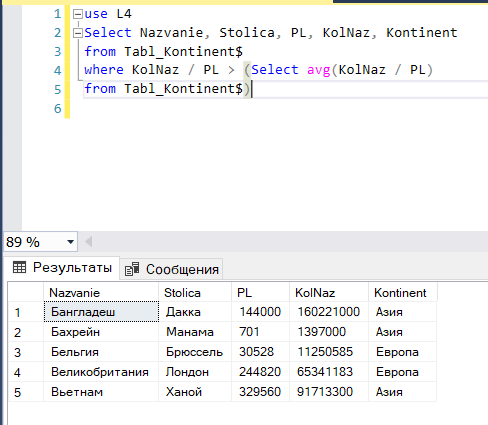 1 use L4
2 Select Nazvanie, Stolica, PL, KolNaz, Kontinent
3 from Tabl_Kontinent$
4 where KolNaz / PL > (Select avg(KolNaz / PL)
5 from Tabl_Kontinent$)
6
89 %
Результаты Сообщения
Nazvanie Stolica PL KolNaz Kontinent
1 Бангладеш Дакка 144000 160221000 Азия
2 Бахрейн Манама 701 1397000 Азия
3 Бельгия Брюссель 30528 11250585 Европа
4 Великобритания Лондон 244820 65341183 Европа
5 Вьетнам Ханой 329560 91713300 Азия